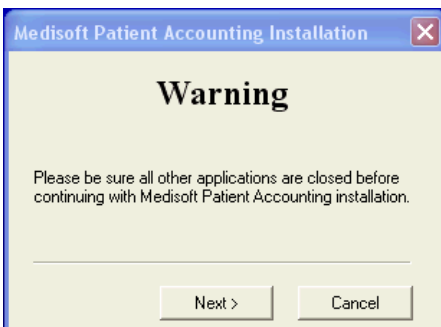 Medisoft Patient Accounting Installation
Warning
Please be sure all other applications are closed before
continuing with Medisoft Patient Accounting installation.
Next > Cancel